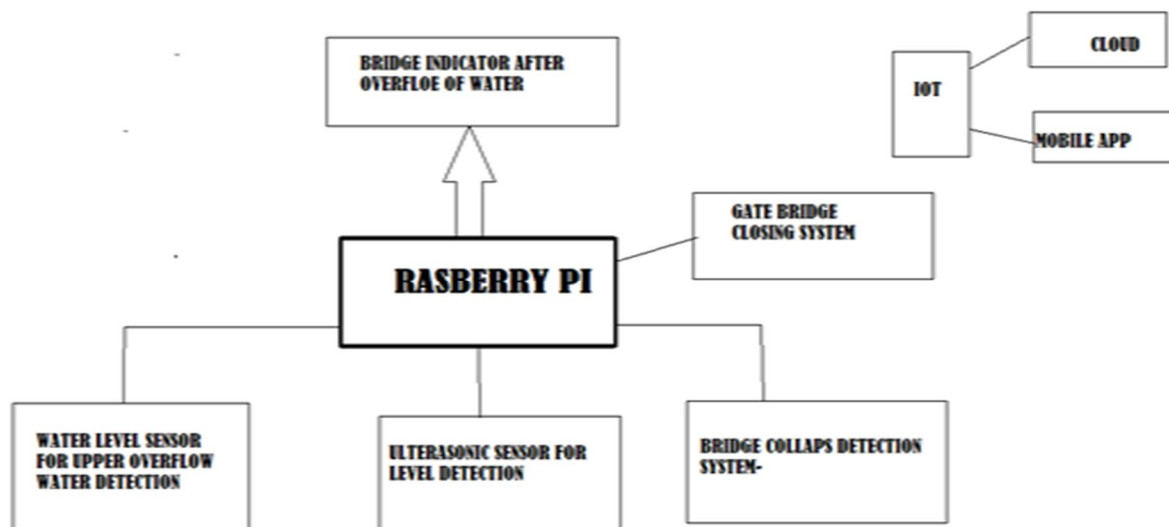 BRIDGE INDICATOR AFTER
OVERFLOE OF WATER
CLOUD
IOT
MOBILE APP
GATE BRIDGE
CLOSING SYSTEM
RASBERRY PI
WATER LEVEL SENSOR
FOR UPPER OVERFLOW
WATER DETECTION
ULTERASONIC SENSOR FOR
LEVEL DETECTION
BRIDGE COLLAPS DETECTION
SYSTEM-